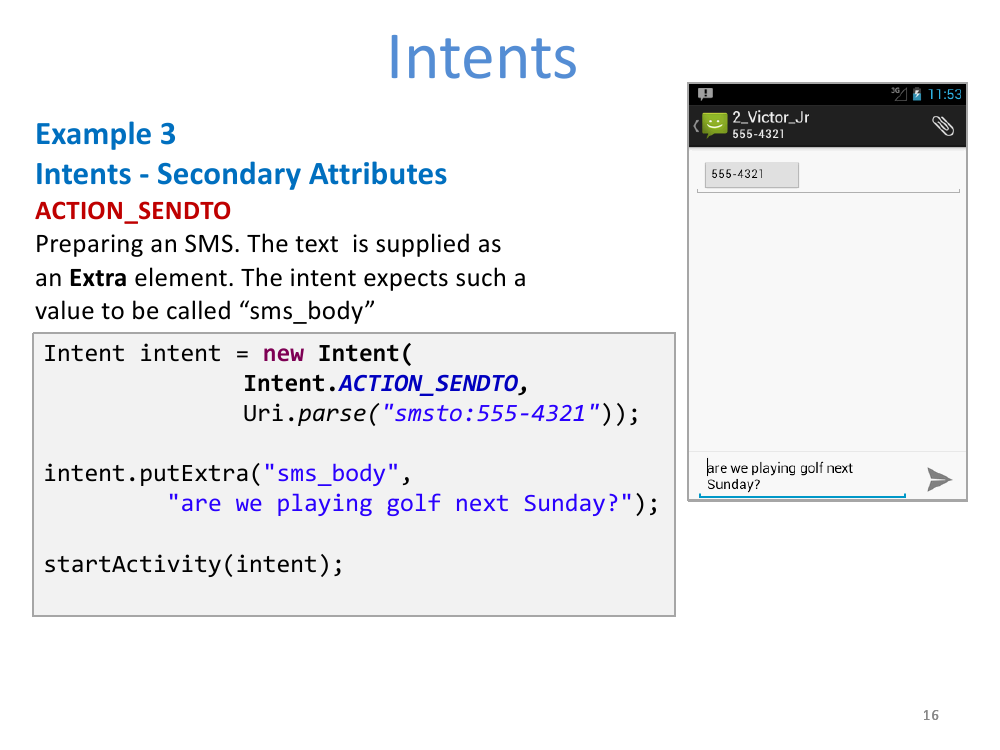 Intents
Example 3
Intents - Secondary Attributes
ACTION_SENDTO
Preparing an SMS. The text is supplied as
an Extra element. The intent expects such a
value to be called “sms_body”
Intent intent = new Intent(
Intent.ACTION_SENDTO,
Uri.parse("smsto:555-4321"));
intent.putExtra("sms_body",
"are we playing golf next Sunday?");
startActivity(intent);
3G 11:53
2_Victor_Jr
555-4321
555-4321
are we playing golf next
Sunday?
16